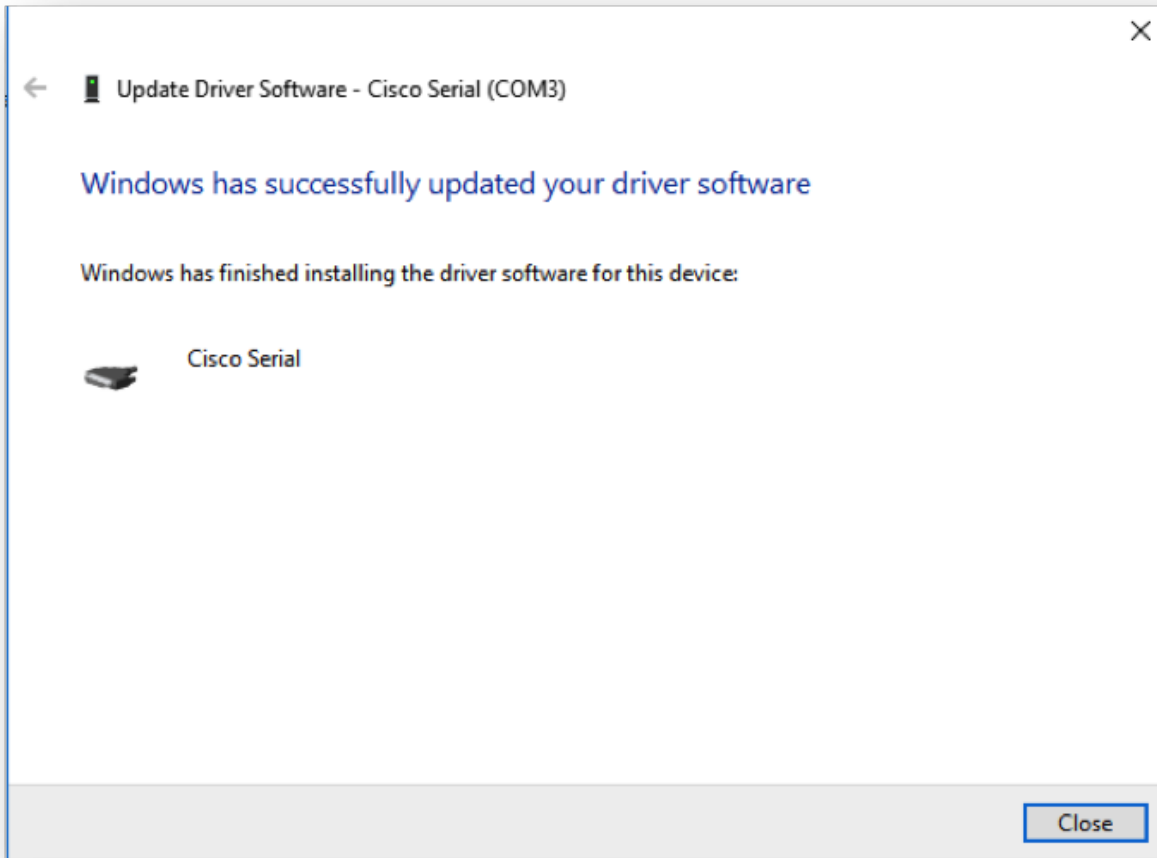 Update Driver Software - Cisco Serial (COM3)
Windows has successfully updated your driver software
Windows has finished installing the driver software for this device:
Cisco Serial
Close